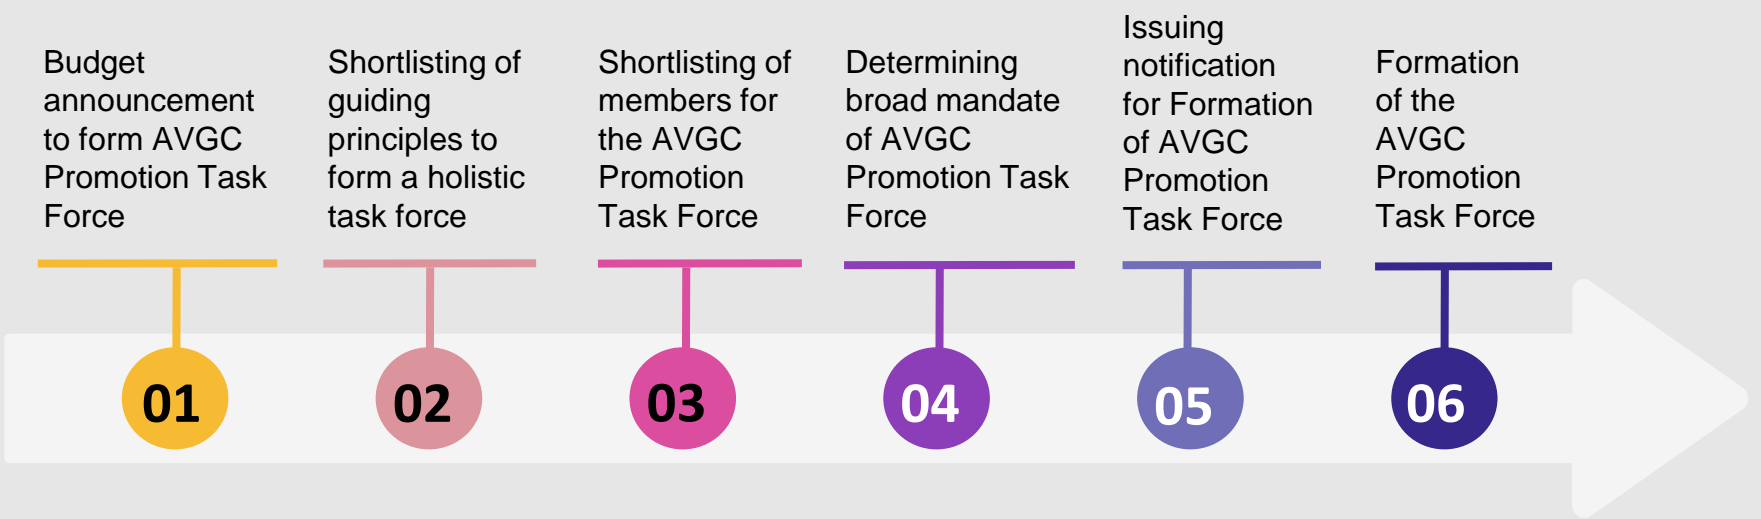 Budget
announcement
to form AVGC
Promotion Task
Force
Shortlisting of
guiding
principles to
form a holistic
task force
Shortlisting of
members for
the AVGC
Promotion
Task Force
Determining
broad mandate
of AVGC
Promotion Task
Force
Issuing
notification
for Formation
of AVGC
Promotion
Task Force
Formation
of the
AVGC
Promotion
Task Force
01
02
03
04
05
06